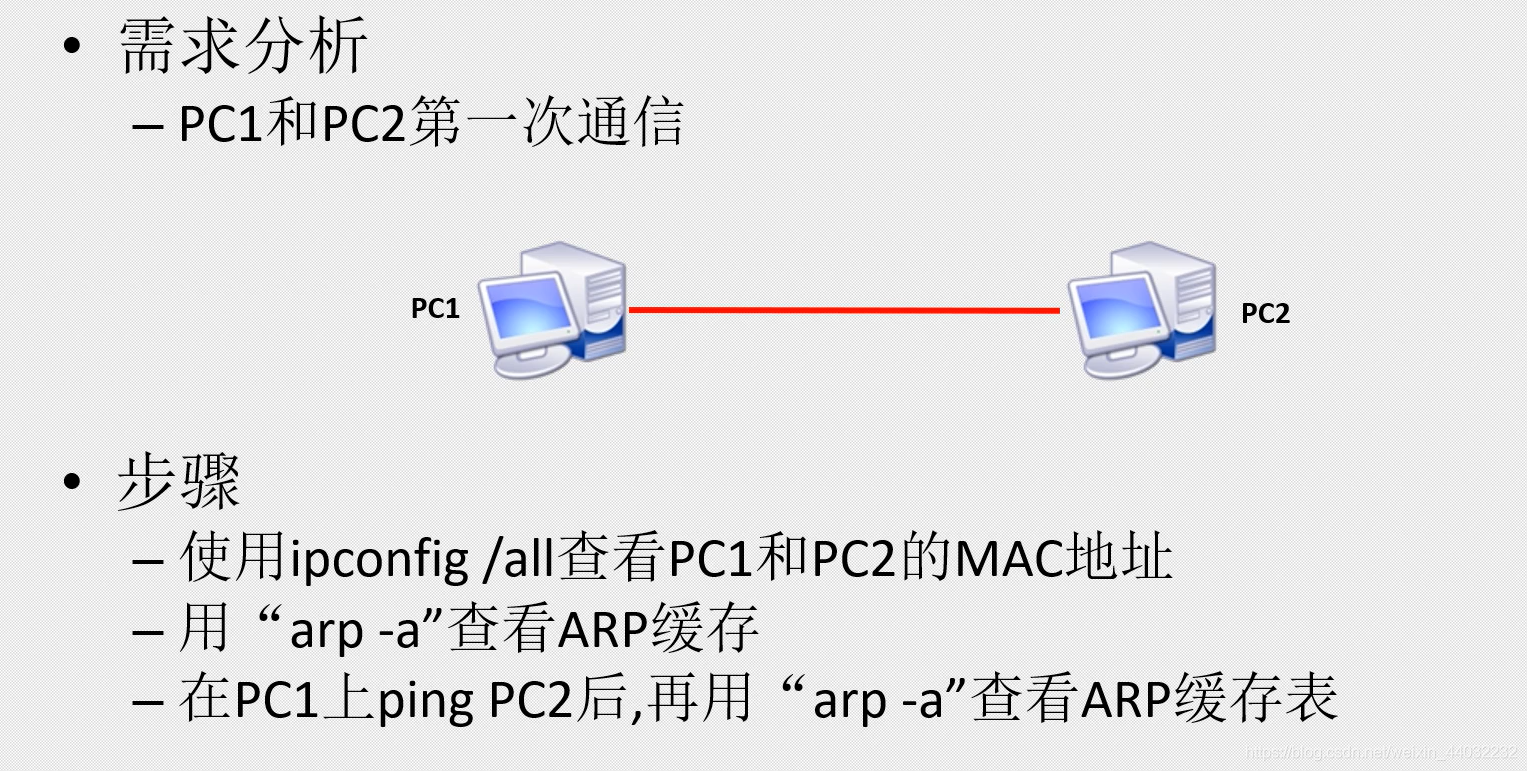 • 需求分析
– PC1和PC2第一次通信
PC1
PC2
• 步骤
– 使用ipconfig /all查看PC1和PC2的MAC地址
– 用“arp -a”查看ARP缓存
– 在PC1上ping PC2后,再用“arp -a”查看ARP缓存表
https://blog.csdn.net/weixin_44032232